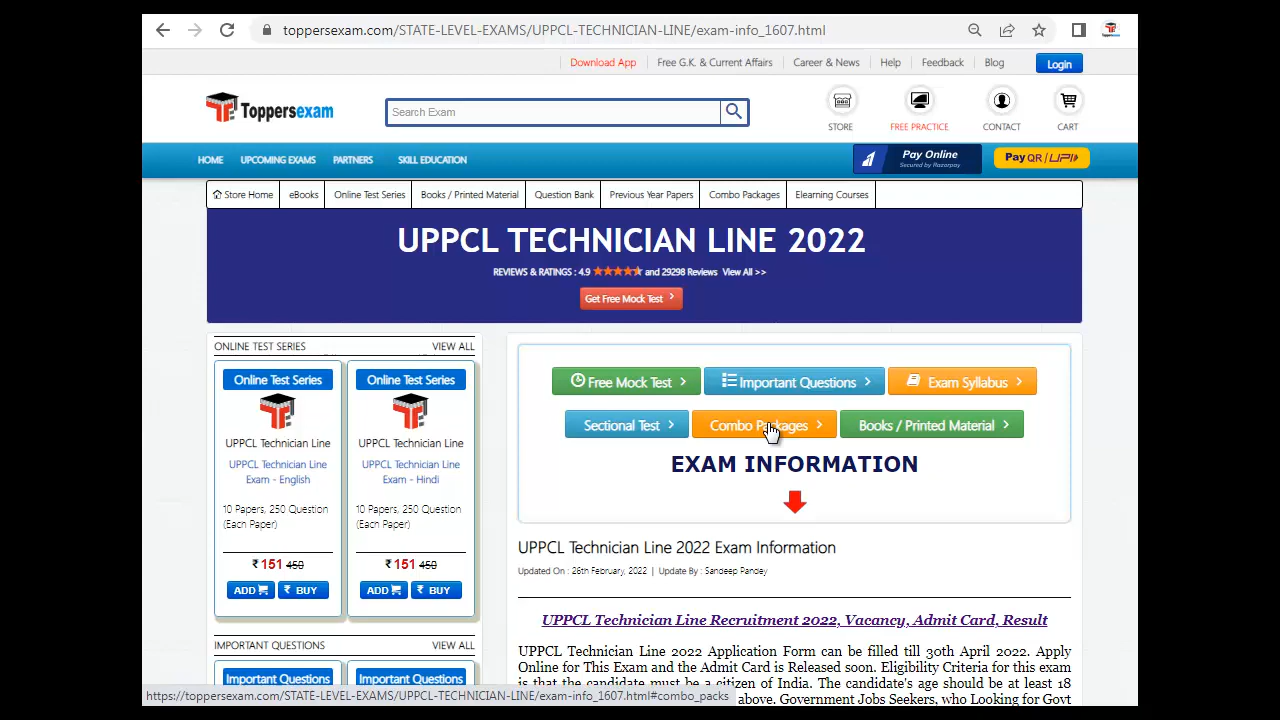 toppersexam.com/STATE-LEVEL-EXAMS/UPPCL-TECHNICIAN-LINE/exam-info_1607.html
Download App Free G.K. & Current Affairs Career & News Help Feedback Blog Login
Toppersexam
Search Exam
STORE FREE PRACTICE CONTACT CART
HOME UPCOMING EXAMS PARTNERS SKILL EDUCATION
Pay Online
Secured by Razorpay
Pay QR / UPI
Store Home eBooks Online Test Series Books / Printed Material Question Bank Previous Year Papers Combo Packages Elearning Courses
UPPCL TECHNICIAN LINE 2022
REVIEWS & RATINGS : 4.9 and 29298 Reviews View All >>
Get Free Mock Test
ONLINE TEST SERIES VIEW ALL
Online Test Series
UPPCL Technician Line
UPPCL Technician Line
Exam - English
10 Papers, 250 Question
(Each Paper)
₹ 151 450
ADD ₹ BUY
Online Test Series
UPPCL Technician Line
UPPCL Technician Line
Exam - Hindi
10 Papers, 250 Question
(Each Paper)
₹ 151 450
ADD ₹ BUY
IMPORTANT QUESTIONS VIEW ALL
Important Questions
Important Questions
Free Mock Test Important Questions Exam Syllabus
Sectional Test Combo Packages Books / Printed Material
EXAM INFORMATION
UPPCL Technician Line 2022 Exam Information
Updated On : 26th February, 2022 | Update By : Sandeep Pandey
UPPCL Technician Line Recruitment 2022, Vacancy, Admit Card, Result
UPPCL Technician Line 2022 Application Form can be filled till 30th April 2022. Apply
Online for This Exam and the Admit Card is Released soon. Eligibility Criteria for this exam
is that the candidate must be a citizen of India. The candidate's age should be at least 18
above. Government Jobs Seekers, who Looking for Govt
https://toppersexam.com/STATE-LEVEL-EXAMS/UPPCL-TECHNICIAN-LINE/exam-info_1607.html#combo_packs